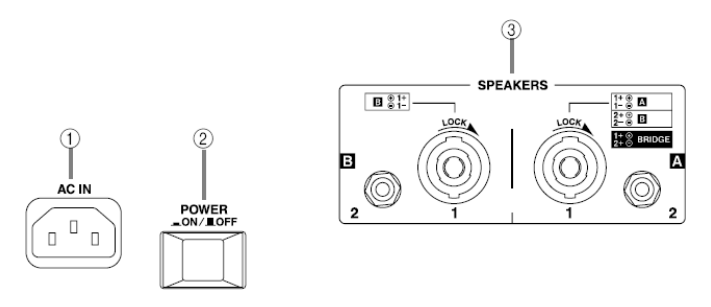 ③
SPEAKERS
B 1+
1−
1+ A
1−
2+ B
2−
1+ BRIDGE
2+
LOCK
LOCK
①
②
AC IN
B
A
POWER
ON/OFF
2
1
1
2